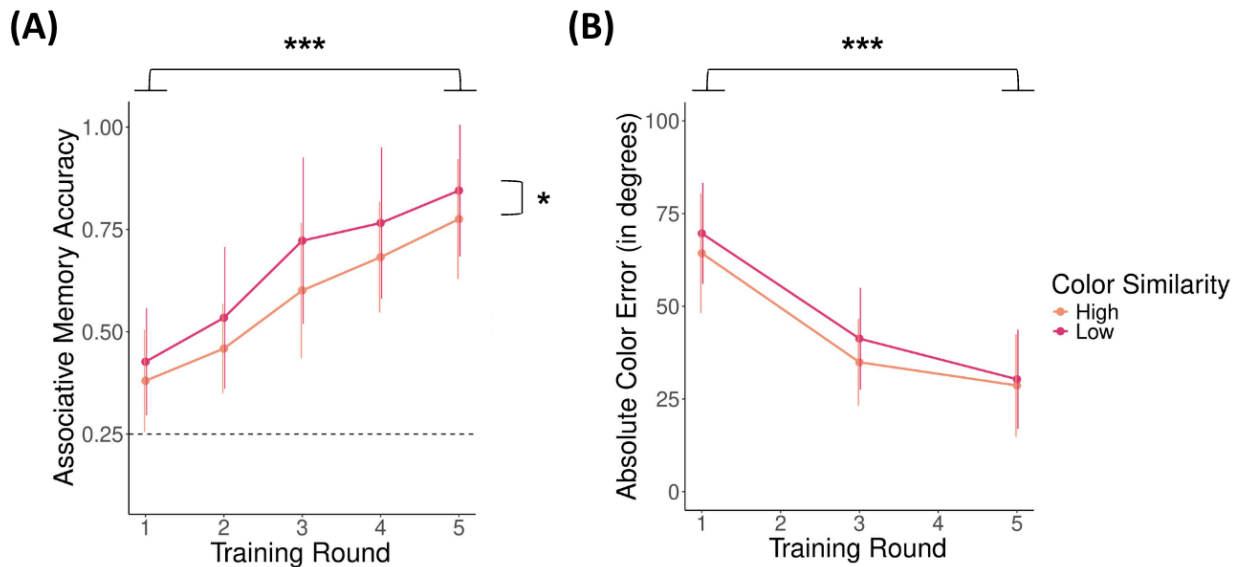 (A)
***
Associative Memory Accuracy
1.00
0.75
0.50
0.25
*
1 2 3 4 5
Training Round
(B)
***
Absolute Color Error (in degrees)
100
75
50
25
0
1 2 3 4 5
Training Round
Color Similarity
High
Low